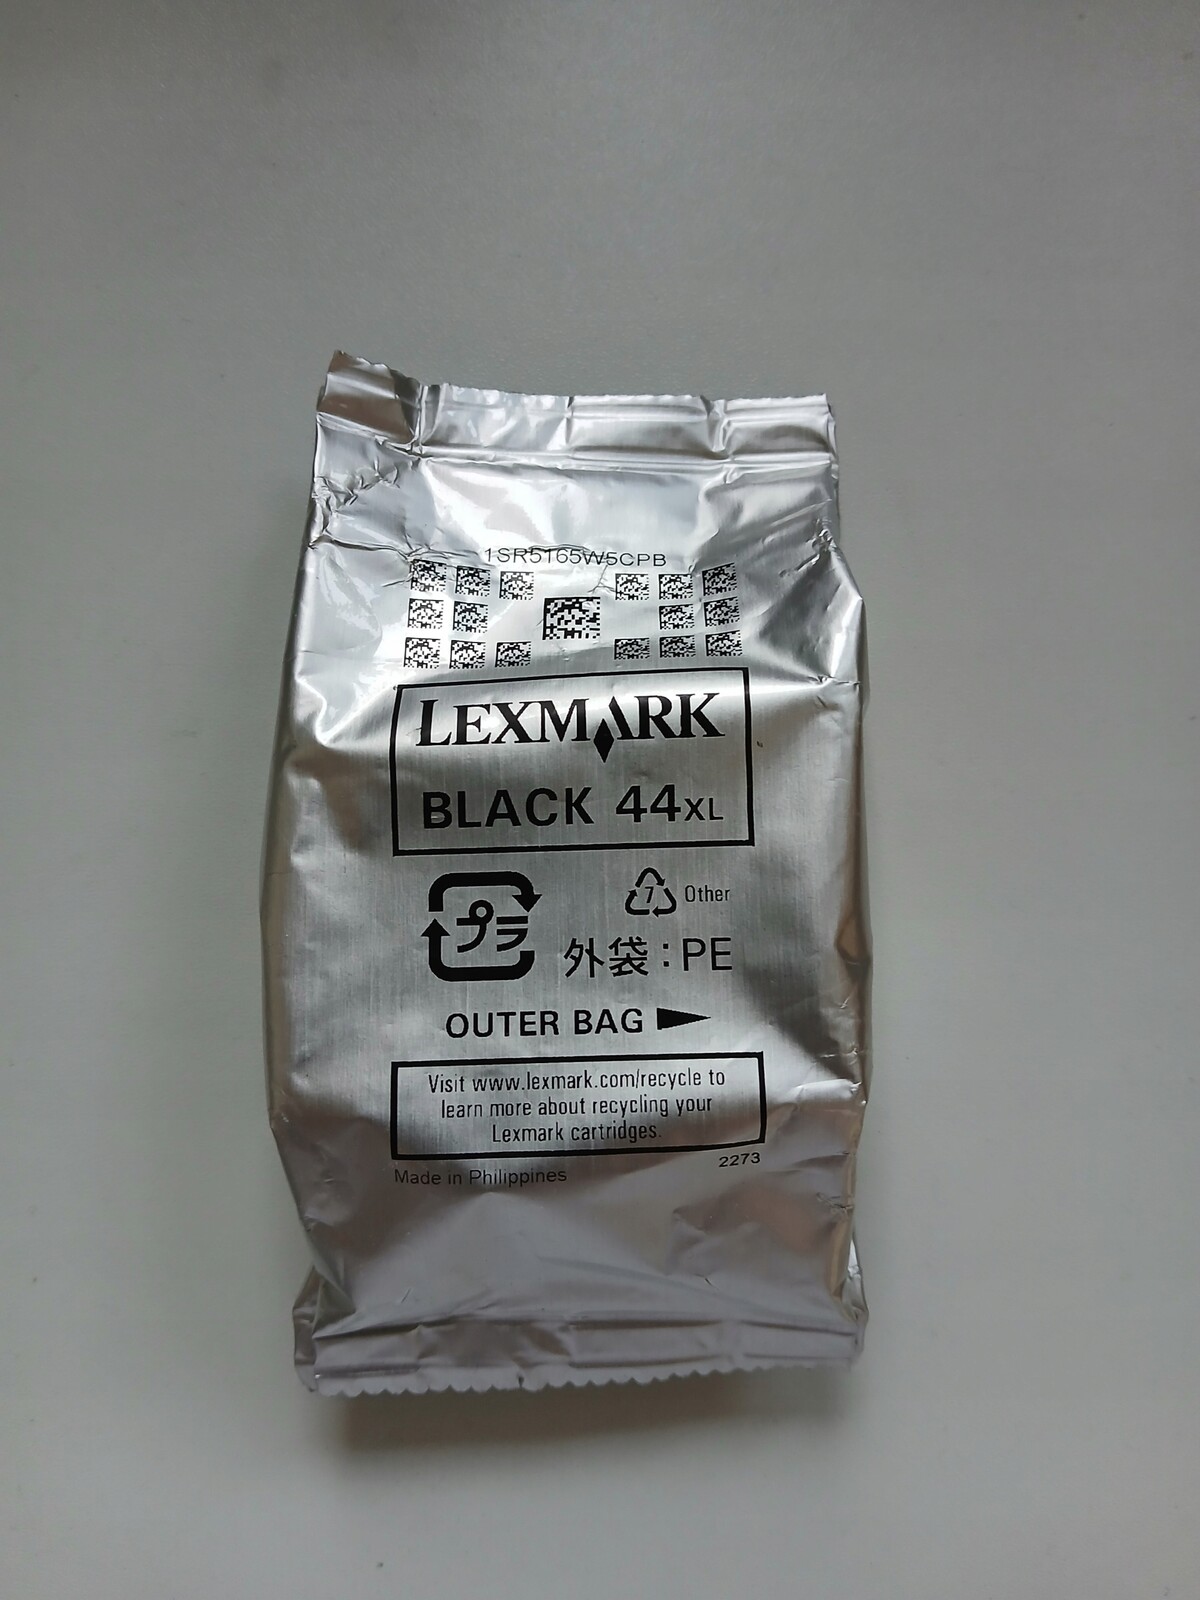 1SR5165W5CPB
LEXMARK
BLACK 44XL
プラ
7 Other
外袋：PE
OUTER BAG
Visit www.lexmark.com/recycle to
learn more about recycling your
Lexmark cartridges.
Made in Philippines
2273